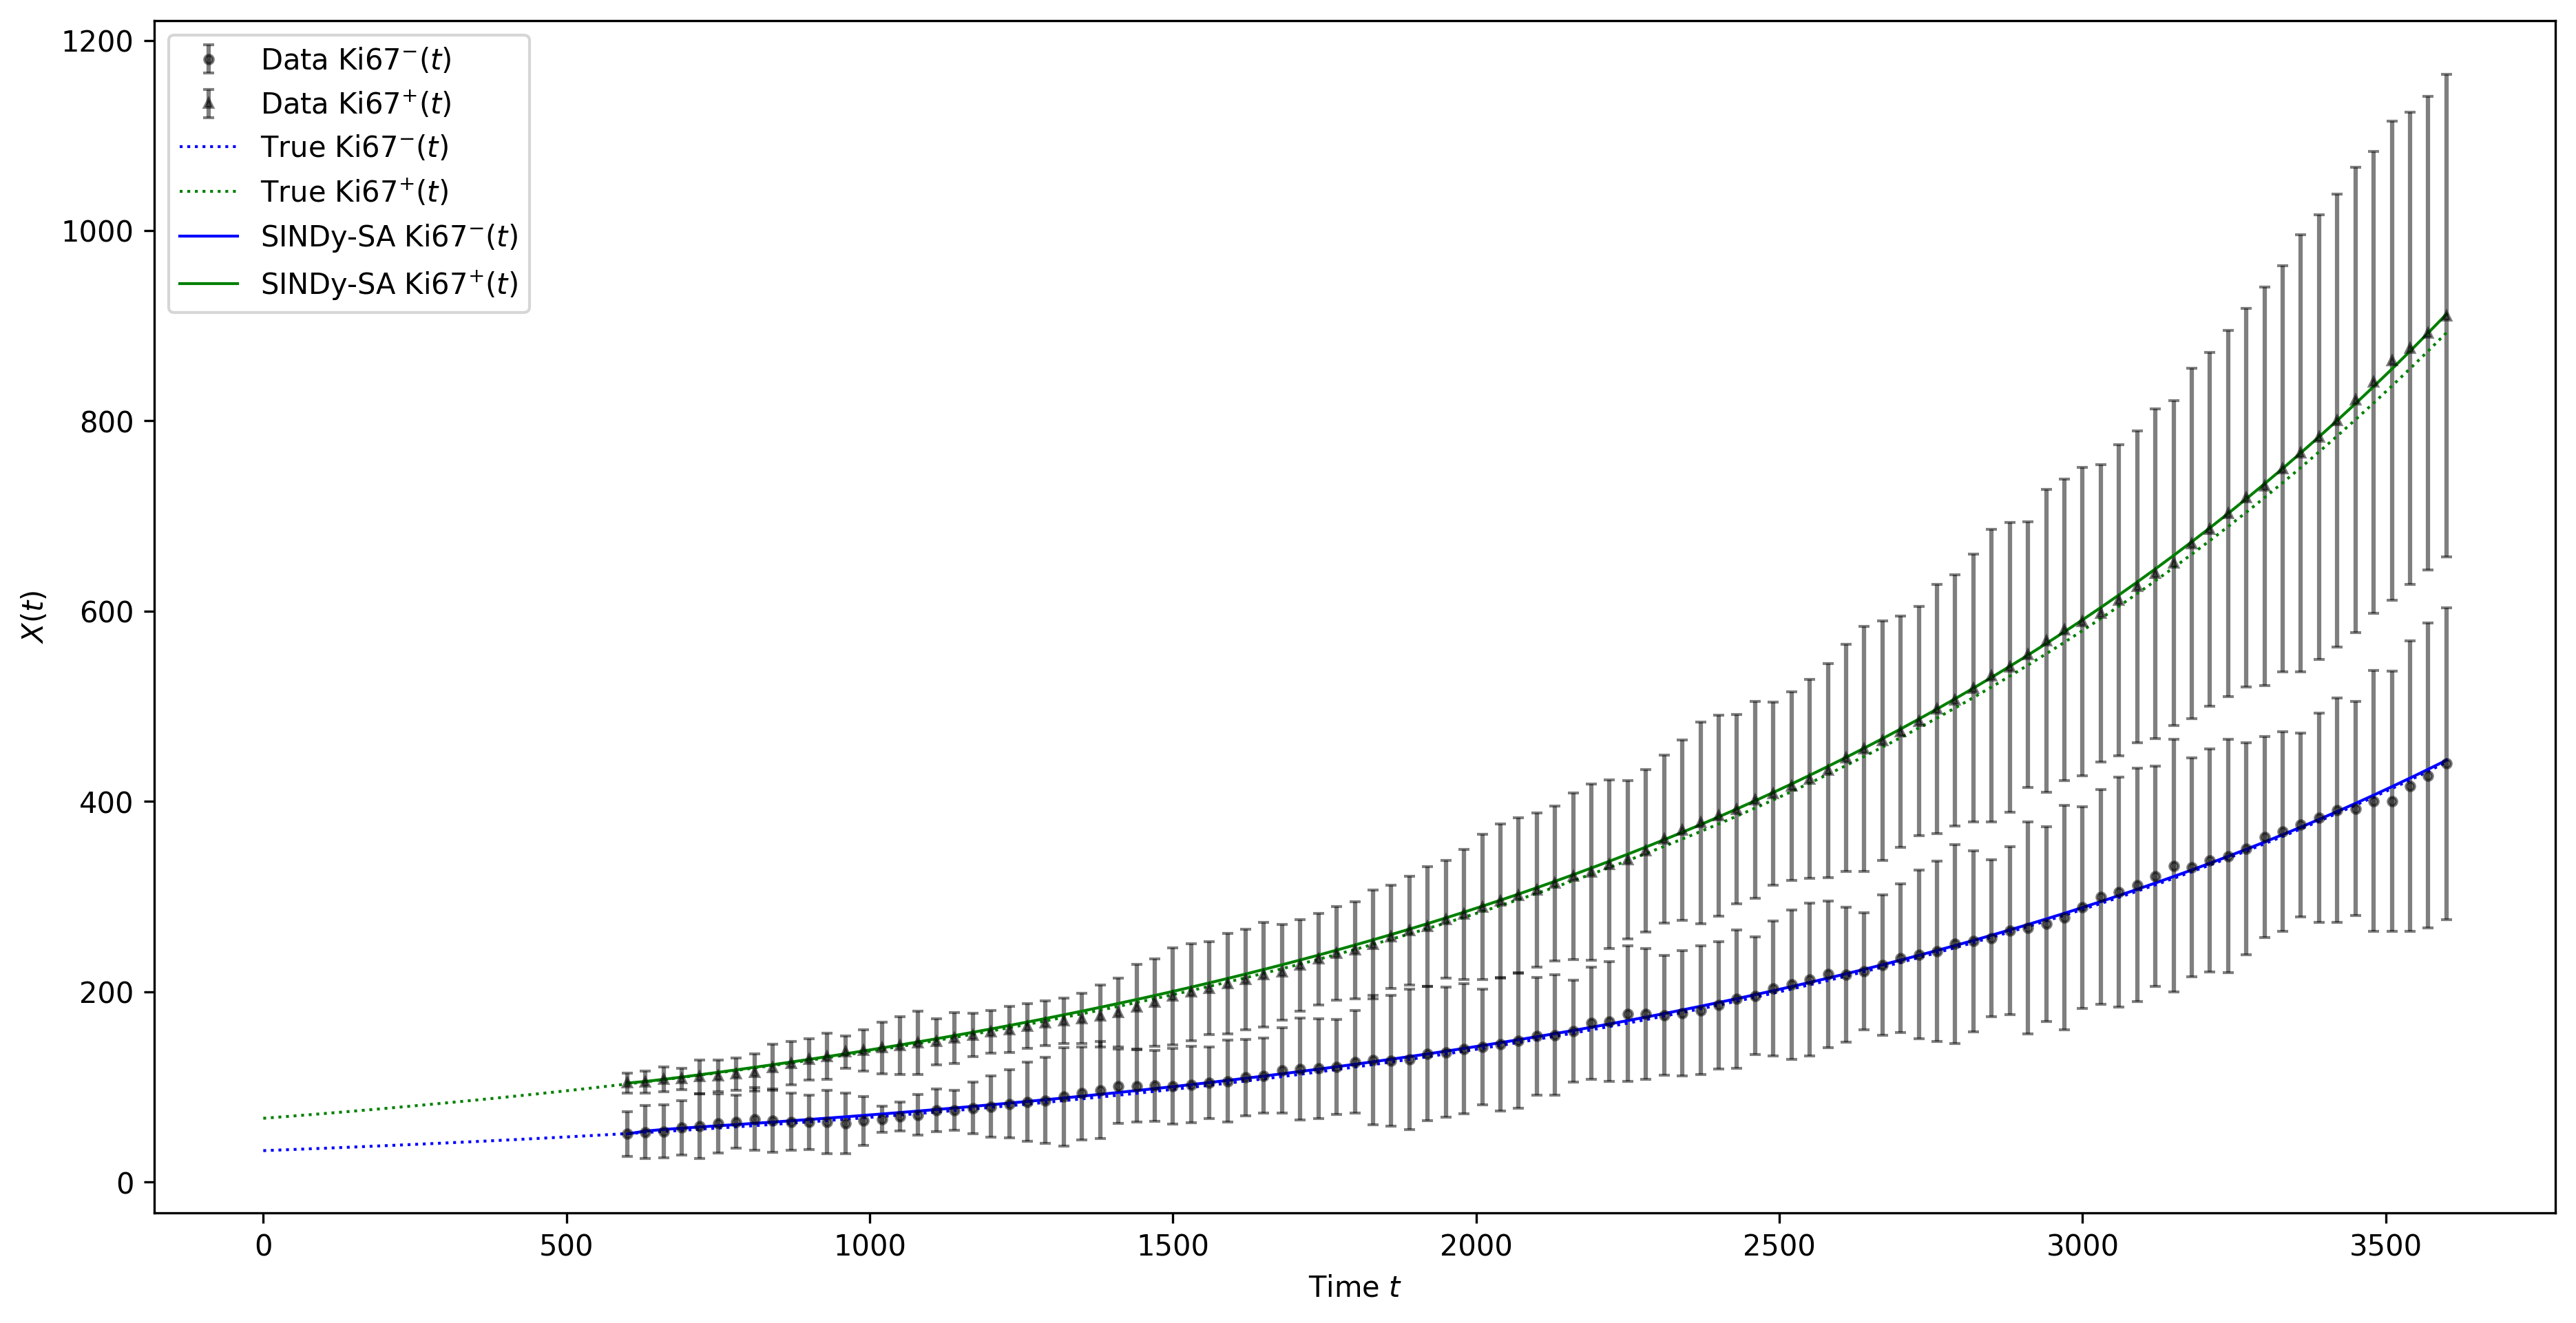 1200
1000
800
600
400
200
0
X(t)
Data Ki67⁻(t)
Data Ki67⁺(t)
True Ki67⁻(t)
True Ki67⁺(t)
SINDy-SA Ki67⁻(t)
SINDy-SA Ki67⁺(t)
0 500 1000 1500 2000 2500 3000 3500
Time t